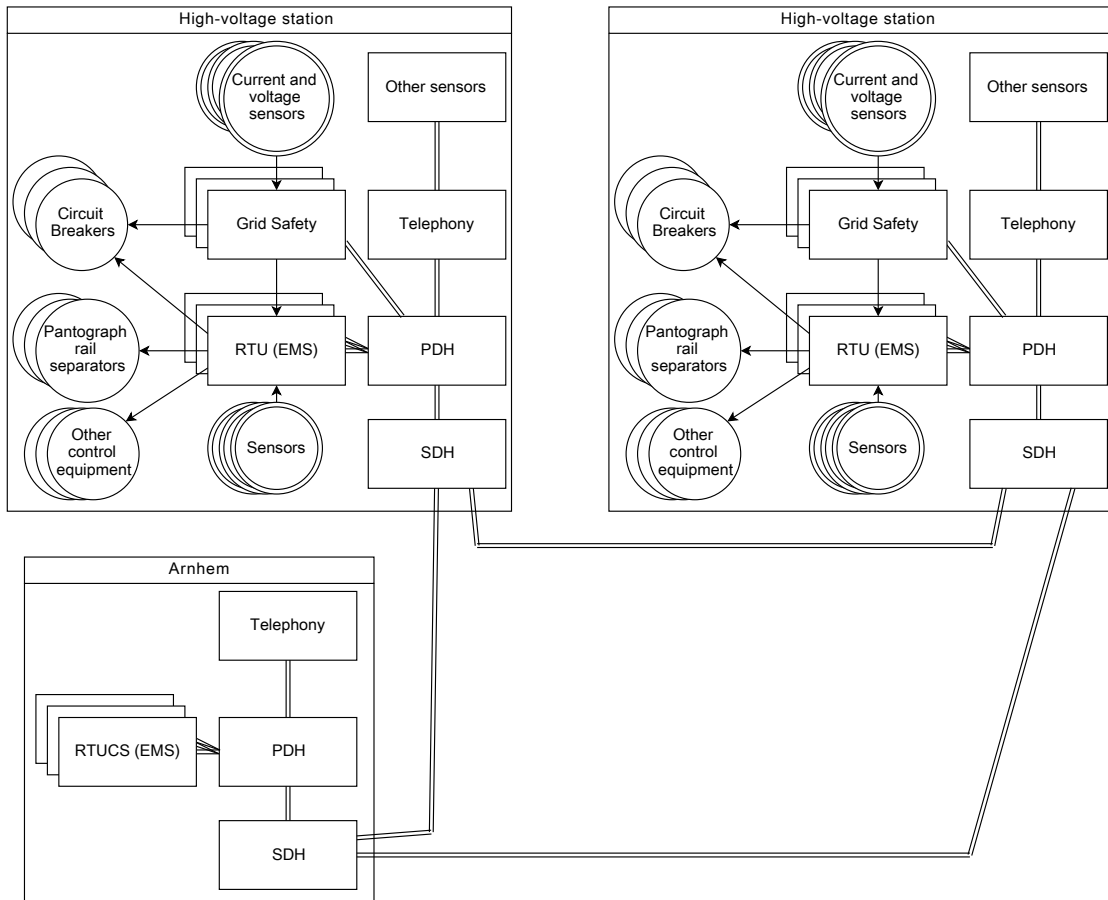 High-voltage station
Current and
voltage
sensors
Other sensors
Circuit
Breakers
Grid Safety
Telephony
Pantograph
rail
separators
RTU (EMS)
PDH
Other
control
equipment
Sensors
SDH
High-voltage station
Current and
voltage
sensors
Other sensors
Circuit
Breakers
Grid Safety
Telephony
Pantograph
rail
separators
RTU (EMS)
PDH
Other
control
equipment
Sensors
SDH
Arnhem
Telephony
RTUCS (EMS)
PDH
SDH